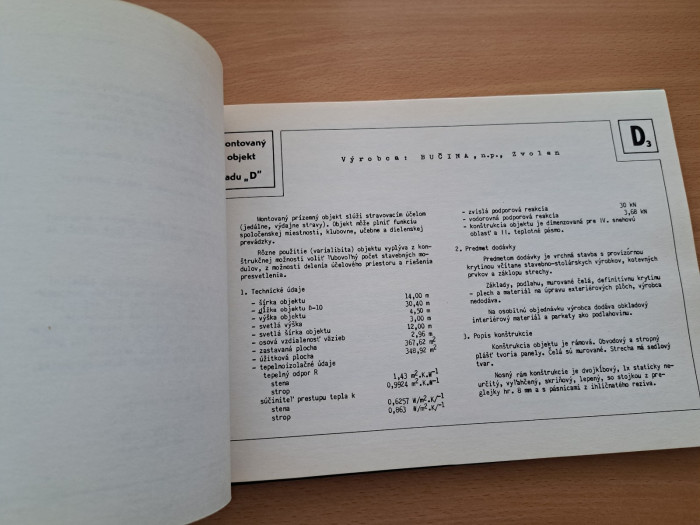 ontovaný
objekt
adu „D”
Výrobca: BUČINA, n.p., Zvolen
D3
Montovaný prízemný objekt slúži stravovacím účelom
(jedálne, výdajne stravy). Objekt môže plniť funkciu
spoločenskej miestnosti, klubovne, učebne a dielenskej
prevádzky.
Rôzne použitie (varialibita) objektu vyplýva z kon-
štrukčnej možnosti voliť ľubovoľný počet stavebných mo-
dulov, z možnosti delenia účelového priestoru a riešenia
presvetlenia.
1. Technické údaje
- šírka objektu 14,00 m
- dĺžka objektu D-10 30,40 m
- výška objektu 4,50 m
- svetlá výška 3,00 m
- svetlá šírka objektu 12,00 m
- osová vzdialenosť väzieb 2,96 m
- zastavaná plocha 367,62 m2
- úžitková plocha 348,92 m2
- tepelnoizolačné údaje
tepelný odpor R
stena 1,43 m2.K.W-1
strop 0,9924 m2.K.W-1
súčiniteľ prestupu tepla k
stena 0,6257 W/m2.K/-1
strop 0,863 W/m2.K/-1
- zvislá podporová reakcia 30 kN
- vodorovná podporová reakcia 3,68 kN
- konštrukcia objektu je dimenzovaná pre IV. snehovú
oblasť a II. teplotné pásmo.
2. Predmet dodávky
Predmetom dodávky je vrchná stavba s provizórnou
krytinou včítane stavebno-stolárskych výrobkov, kotevných
prvkov a záklopu strechy.
Základy, podlahu, murované čelá, definitívnu krytinu
- plech a materiál na úpravu exteriérových plôch, výrobca
nedodáva.
Na osobitnú objednávku výrobca dodáva obkladový
interiérový materiál a parkety ako podlahovinu.
3. Popis konštrukcie
Konštrukcia objektu je rámová. Obvodový a stropný
plášť tvoria panely. Čelá sú murované. Strecha má sedlový
tvar.
Nosný rám konštrukcie je dvojkĺbový, 1x staticky ne-
určitý, vyľahčený, skriňový, lepený, so stojkou z pre-
glejky hr. 8 mm a s pásnicami z ihličnatého reziva.